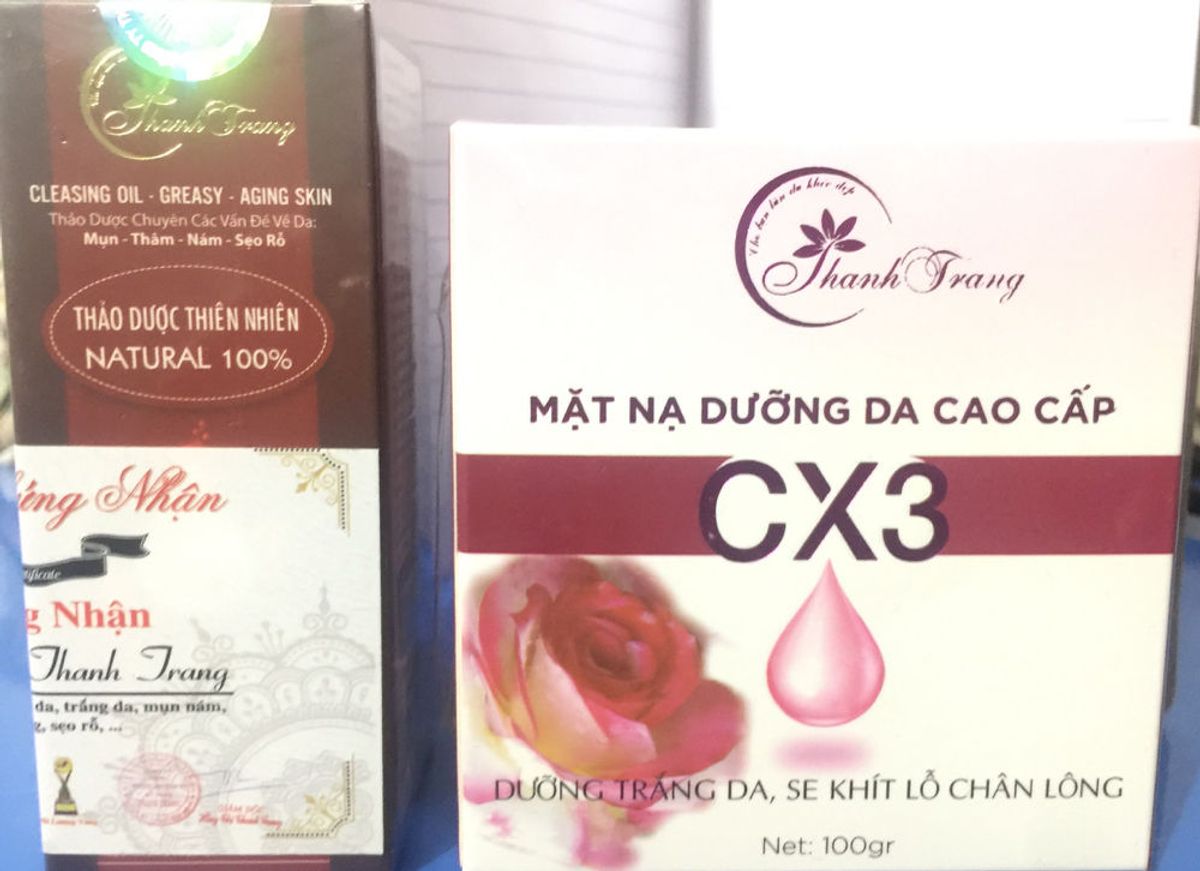 Thanh Trang
CLEASING OIL - GREASY - AGING SKIN
Thảo Dược Chuyên Các Vấn Đề Về Da:
Mụn - Thâm - Nám - Sẹo Rỗ
THẢO DƯỢC THIÊN NHIÊN
NATURAL 100%
ứng Nhận
tificate
g Nhận
Thanh Trang
da, trắng da, mụn nám,
g, sẹo rỗ, ...
GIÁM ĐỐC
Thanh Trang
MẶT NẠ DƯỠNG DA CAO CẤP
CX3
DƯỠNG TRẮNG DA, SE KHÍT LỖ CHÂN LÔNG
Net: 100gr